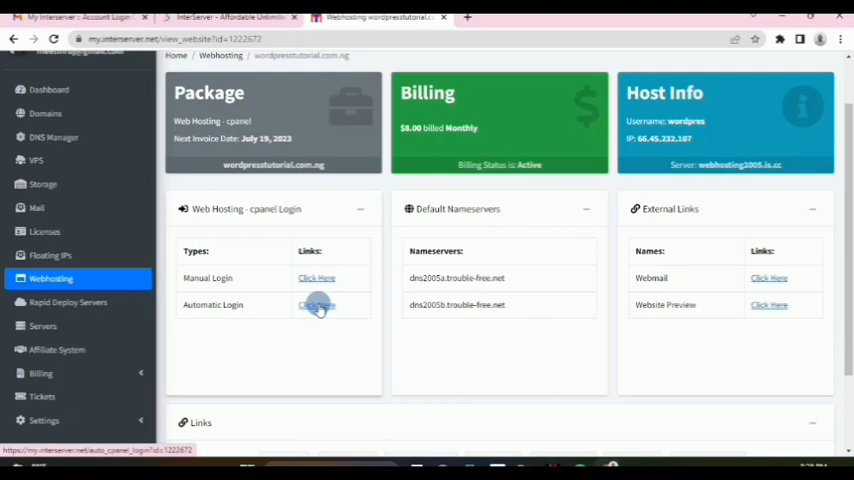 My Interserver :: Account Login
InterServer - Affordable Unlimite
Webhosting wordpresstutorial.com
my.interserver.net/view_website?id=1222672
Home / Webhosting / wordpresstutorial.com.ng
Dashboard
Domains
DNS Manager
VPS
Storage
Mail
Licenses
Floating IPs
Webhosting
Rapid Deploy Servers
Servers
Affiliate System
Billing
Tickets
Settings
Package
Web Hosting - cpanel
Next Invoice Date: July 19, 2023
wordpresstutorial.com.ng
Billing
$8.00 billed Monthly
Billing Status is: Active
Host Info
Username: wordpres
IP: 66.45.232.107
Server: webhosting2005.is.cc
Web Hosting - cpanel Login
Types: Links:
Manual Login Click Here
Automatic Login Click Here
Default Nameservers
Nameservers:
dns2005a.trouble-free.net
dns2005b.trouble-free.net
External Links
Names: Links:
Webmail Click Here
Website Preview Click Here
Links
https://my.interserver.net/auto_cpanel_login?id=1222672